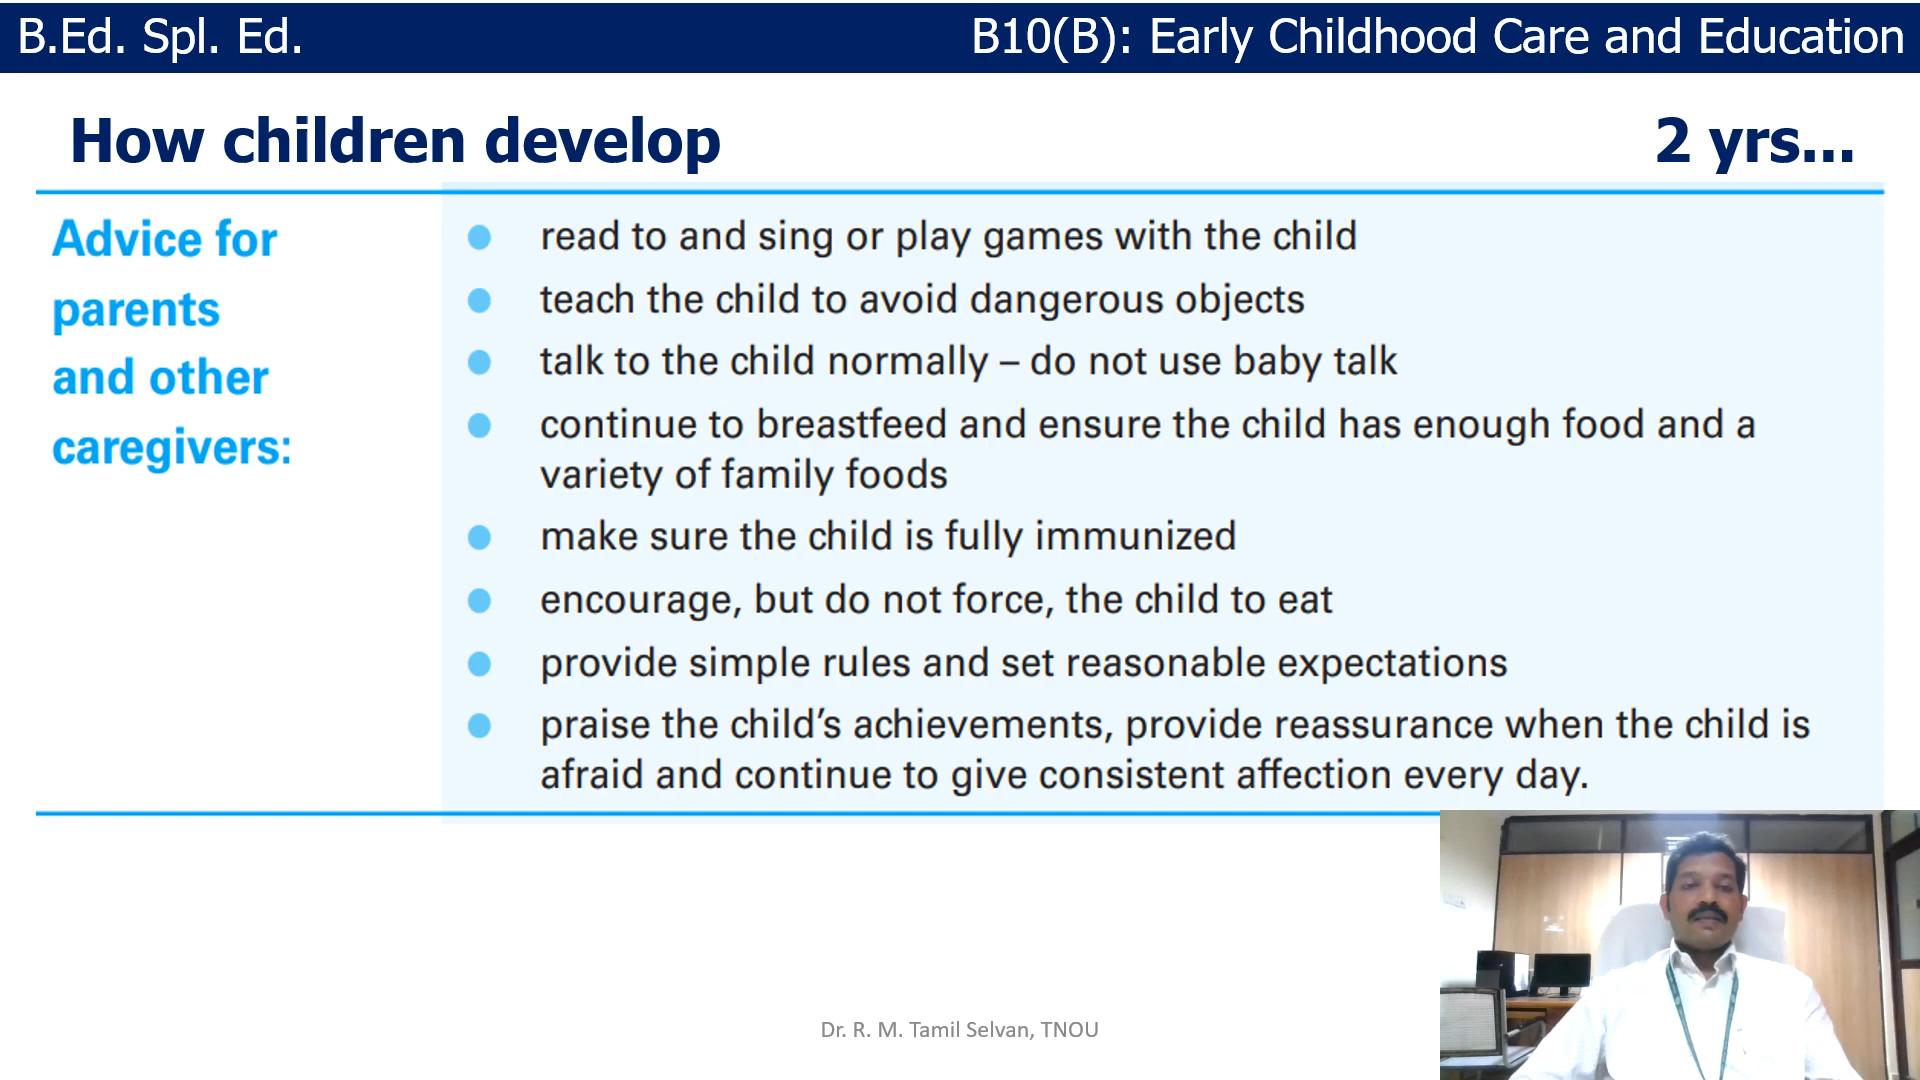 B.Ed. Spl. Ed.
B10(B): Early Childhood Care and Education
How children develop
2 yrs...
Advice for
parents
and other
caregivers:
read to and sing or play games with the child
teach the child to avoid dangerous objects
talk to the child normally – do not use baby talk
continue to breastfeed and ensure the child has enough food and a
variety of family foods
make sure the child is fully immunized
encourage, but do not force, the child to eat
provide simple rules and set reasonable expectations
praise the child's achievements, provide reassurance when the child is
afraid and continue to give consistent affection every day.
Dr. R. M. Tamil Selvan, TNOU